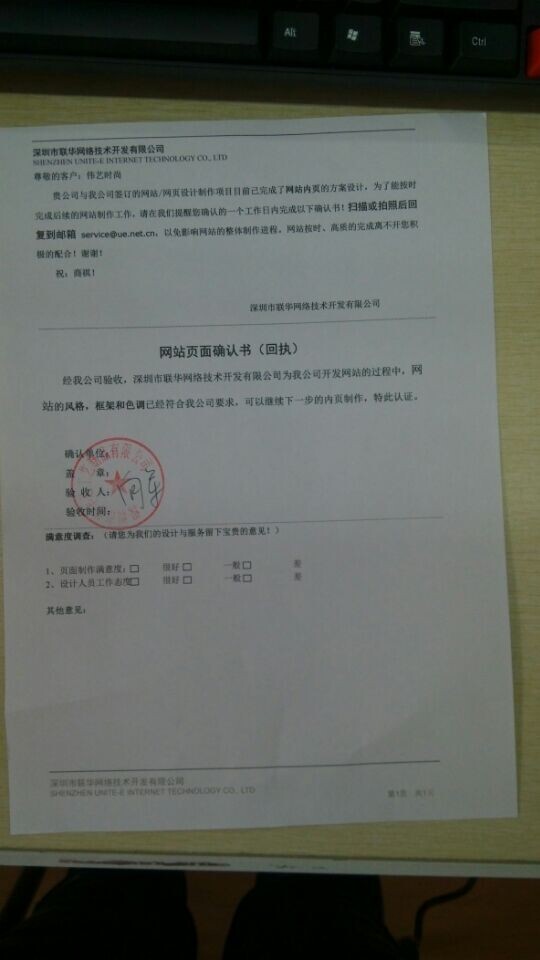 Alt
Ctrl
深圳市联华网络技术开发有限公司
SHENZHEN UNITE-E INTERNET TECHNOLOGY CO., LTD
尊敬的客户：伟艺时尚
贵公司与我公司签订的网站/网页设计制作项目目前已完成了网站内页的方案设计，为了能按时
完成后续的网站制作工作，请在我们提醒您确认的一个工作日内完成以下确认书！扫描或拍照后回
复到邮箱 service@ue.net.cn，以免影响网站的整体制作进程。网站按时、高质的完成离不开您积
极的配合！谢谢！
祝：商祺！
深圳市联华网络技术开发有限公司
网站页面确认书（回执）
经我公司验收，深圳市联华网络技术开发有限公司为我公司开发网站的过程中，网
站的风格，框架和色调已经符合我公司要求，可以继续下一步的内页制作，特此认证。
确认单位：
盖 章：
验 收 人：
验收时间：
有限公司
满意度调查：（请您为我们的设计与服务留下宝贵的意见！）
1、页面制作满意度：□ 很好 □ 一般 □ 差
2、设计人员工作态度□ 很好 □ 一般 □ 差
其他意见：
深圳市联华网络技术开发有限公司
SHENZHEN UNITE-E INTERNET TECHNOLOGY CO., LTD
第1页 共1页